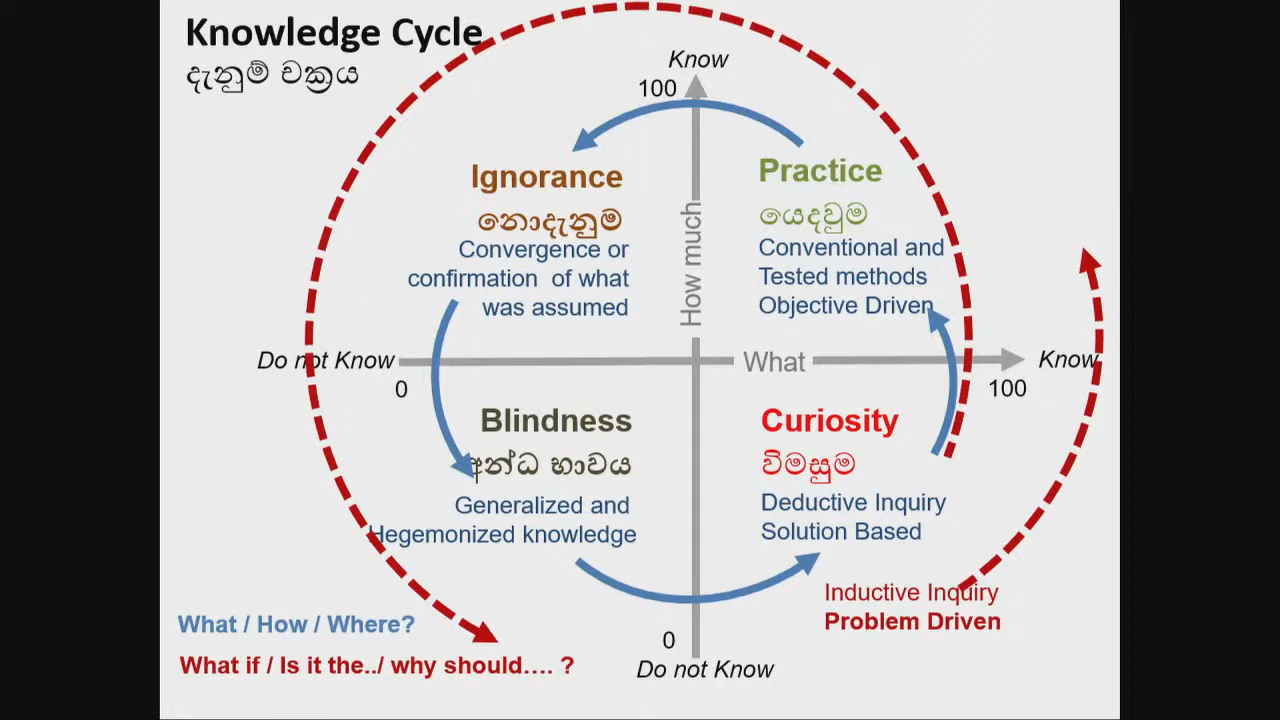 Knowledge Cycle
දැනුම් චක්‍රය
Know
100
Ignorance
නොදැනුම
Convergence or
confirmation of what
was assumed
How much
Practice
යෙදවුම
Conventional and
Tested methods
Objective Driven
Do not Know
0
What
Know
100
Blindness
අන්ධ භාවය
Generalized and
Hegemonized knowledge
Curiosity
විමසුම
Deductive Inquiry
Solution Based
Inductive Inquiry
Problem Driven
What / How / Where?
0
What if / Is it the../ why should…. ?
Do not Know